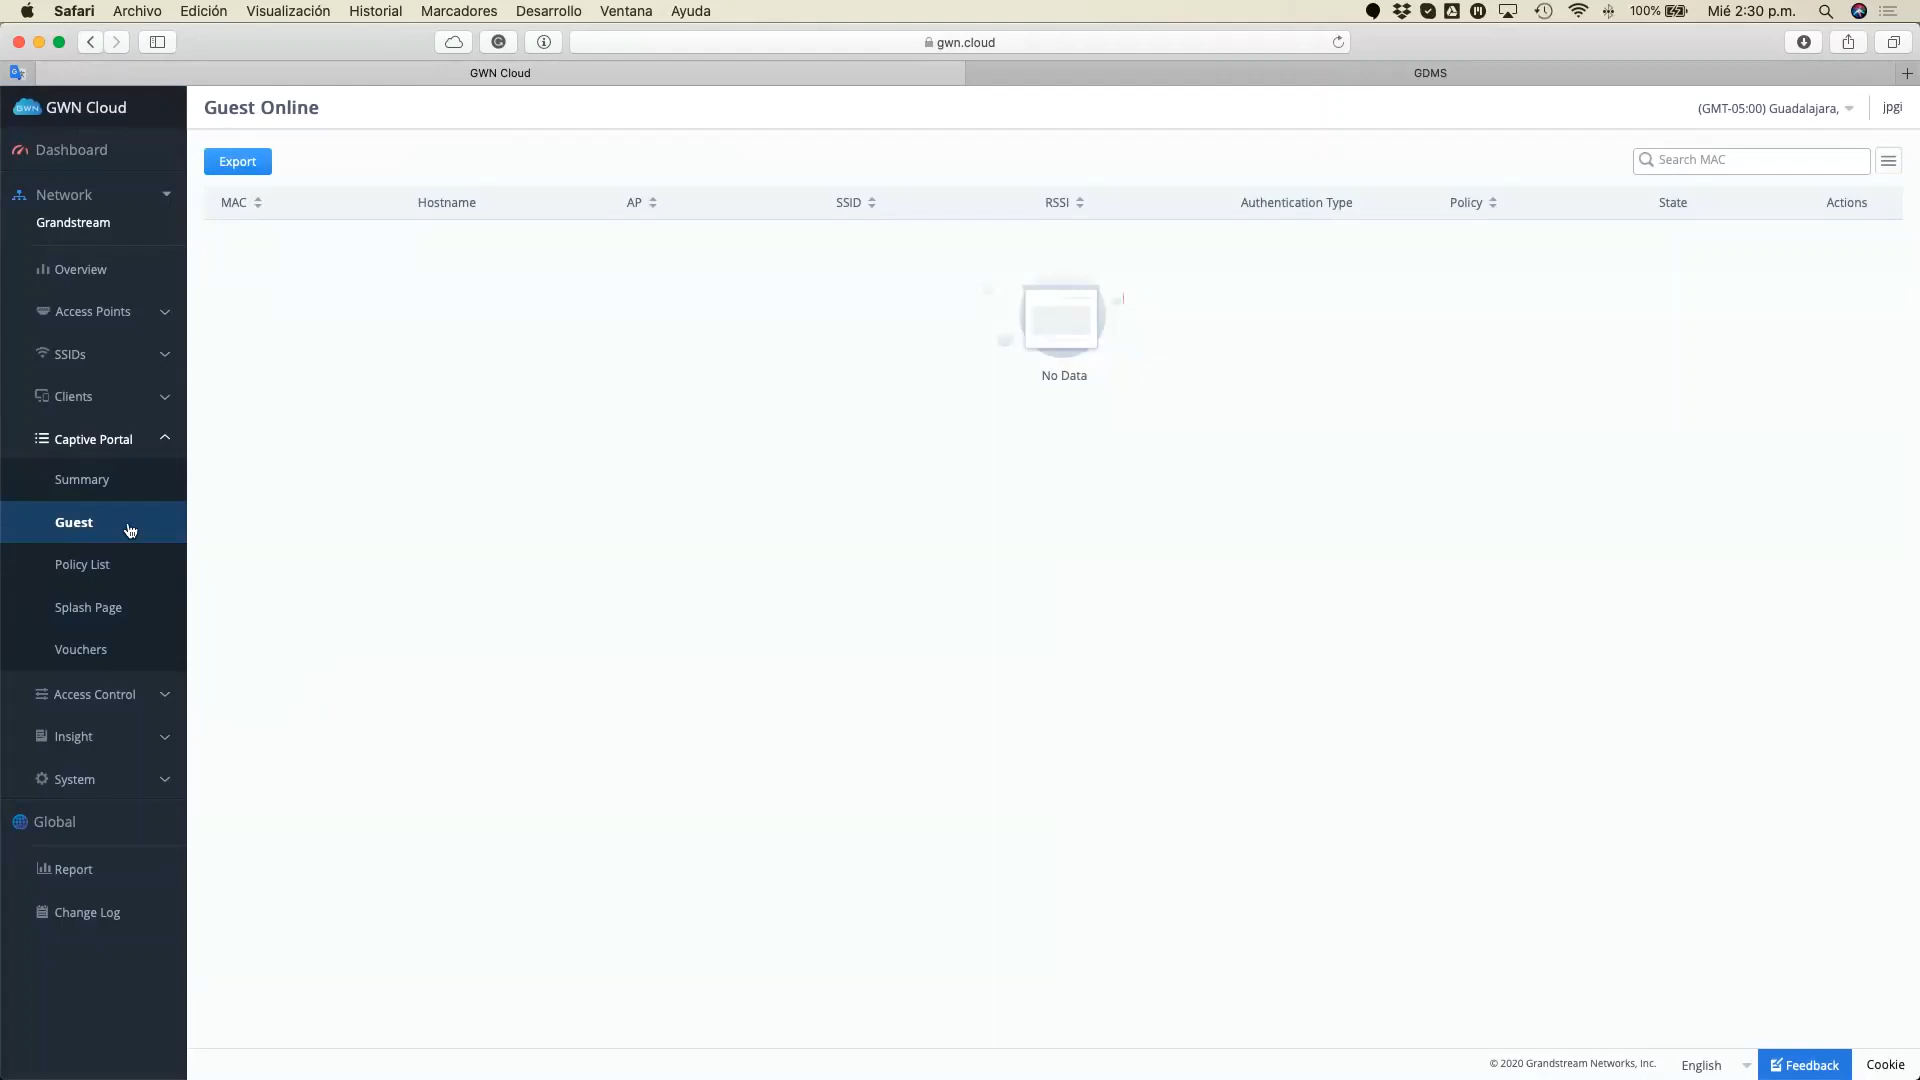 Safari Archivo Edición Visualización Historial Marcadores Desarrollo Ventana Ayuda 100% Mié 2:30 p.m.
gwn.cloud
GWN Cloud GDMS
GWN GWN Cloud
Guest Online
(GMT-05:00) Guadalajara, jpgi
Dashboard
Export
Search MAC
Network
Grandstream
MAC Hostname AP SSID RSSI Authentication Type Policy State Actions
Overview
Access Points
SSIDs
Clients
No Data
Captive Portal
Summary
Guest
Policy List
Splash Page
Vouchers
Access Control
Insight
System
Global
Report
Change Log
© 2020 Grandstream Networks, Inc. English Feedback Cookie